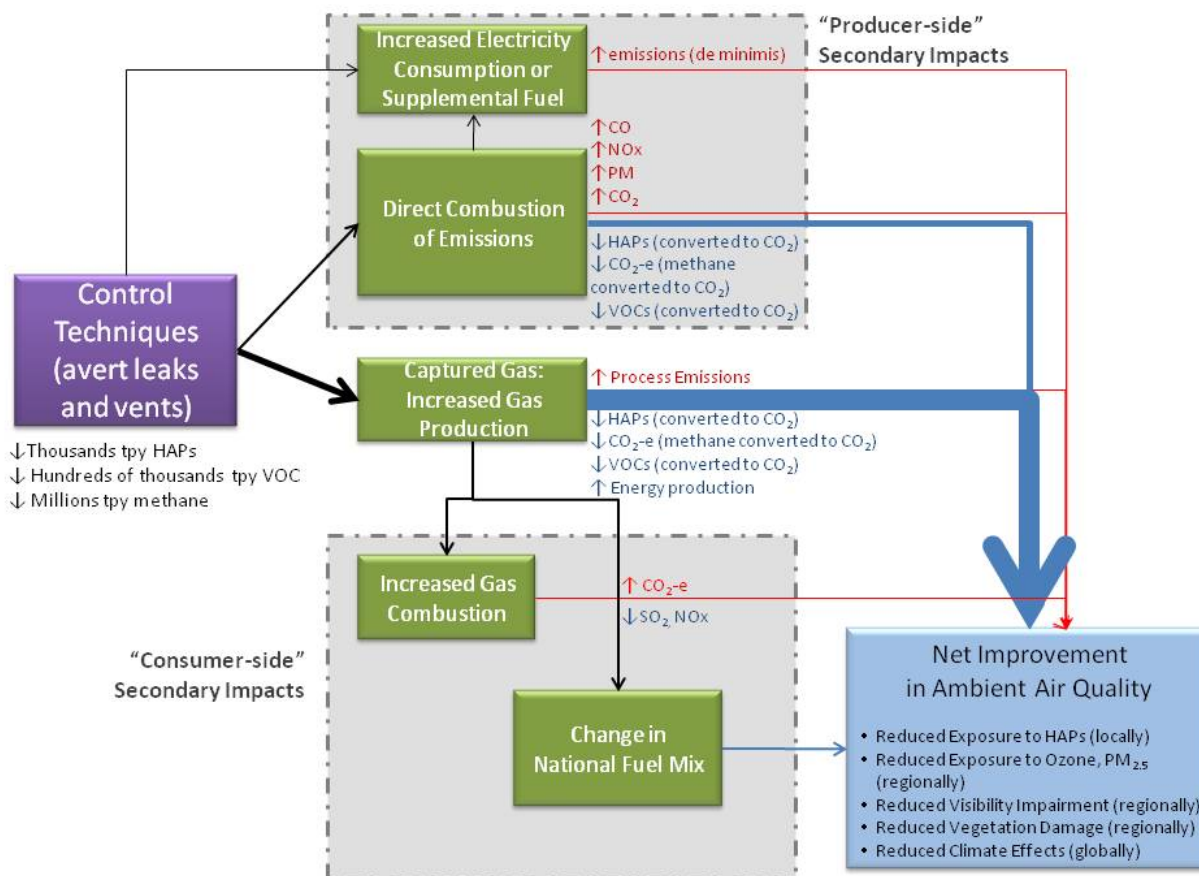 Increased Electricity
Consumption or
Supplemental Fuel
↑ emissions (de minimis)
“Producer-side”
Secondary Impacts
↑ CO
↑ NOx
↑ PM
↑ CO₂
Direct Combustion
of Emissions
↓ HAPs (converted to CO₂)
↓ CO₂-e (methane
converted to CO₂)
↓ VOCs (converted to CO₂)
Control
Techniques
(avert leaks
and vents)
↓Thousands tpy HAPs
↓ Hundreds of thousands tpy VOC
↓ Millions tpy methane
Captured Gas:
Increased Gas
Production
↑ Process Emissions
↓ HAPs (converted to CO₂)
↓ CO₂-e (methane converted to CO₂)
↓ VOCs (converted to CO₂)
↑ Energy production
Increased Gas
Combustion
↑ CO₂-e
↓ SO₂, NOx
“Consumer-side”
Secondary Impacts
Change in
National Fuel Mix
Net Improvement
in Ambient Air Quality
• Reduced Exposure to HAPs (locally)
• Reduced Exposure to Ozone, PM₂.₅
(regionally)
• Reduced Visibility Impairment (regionally)
• Reduced Vegetation Damage (regionally)
• Reduced Climate Effects (globally)